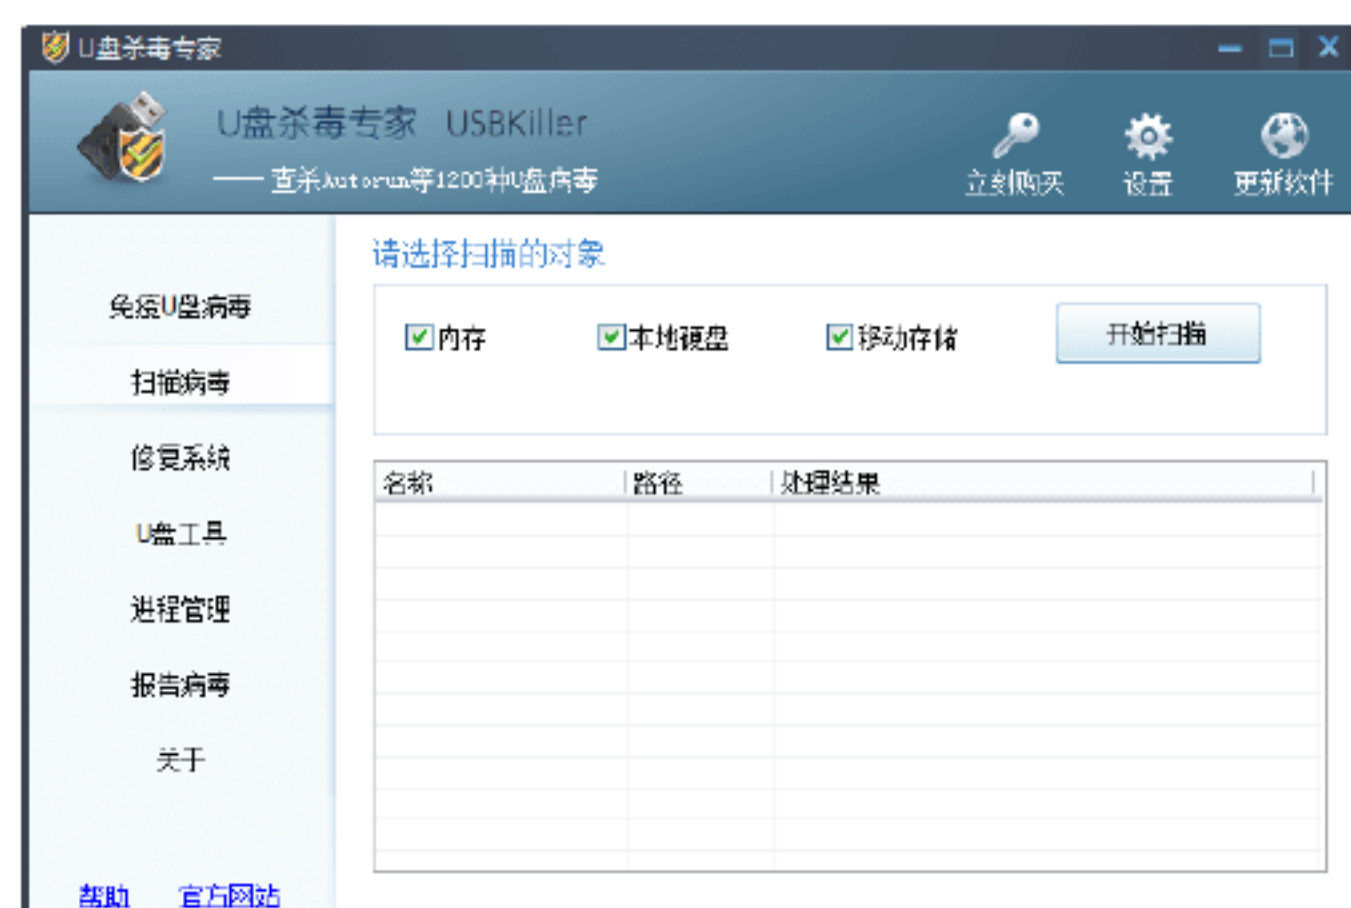 U盘杀毒专家
U盘杀毒专家 USBKiller
—— 查杀Autorun等1200种U盘病毒
立刻购买 设置 更新软件
请选择扫描的对象
免疫U盘病毒
内存 本地硬盘 移动存储 开始扫描
扫描病毒
修复系统
名称 路径 处理结果
U盘工具
进程管理
报告病毒
关于
帮助 官方网站